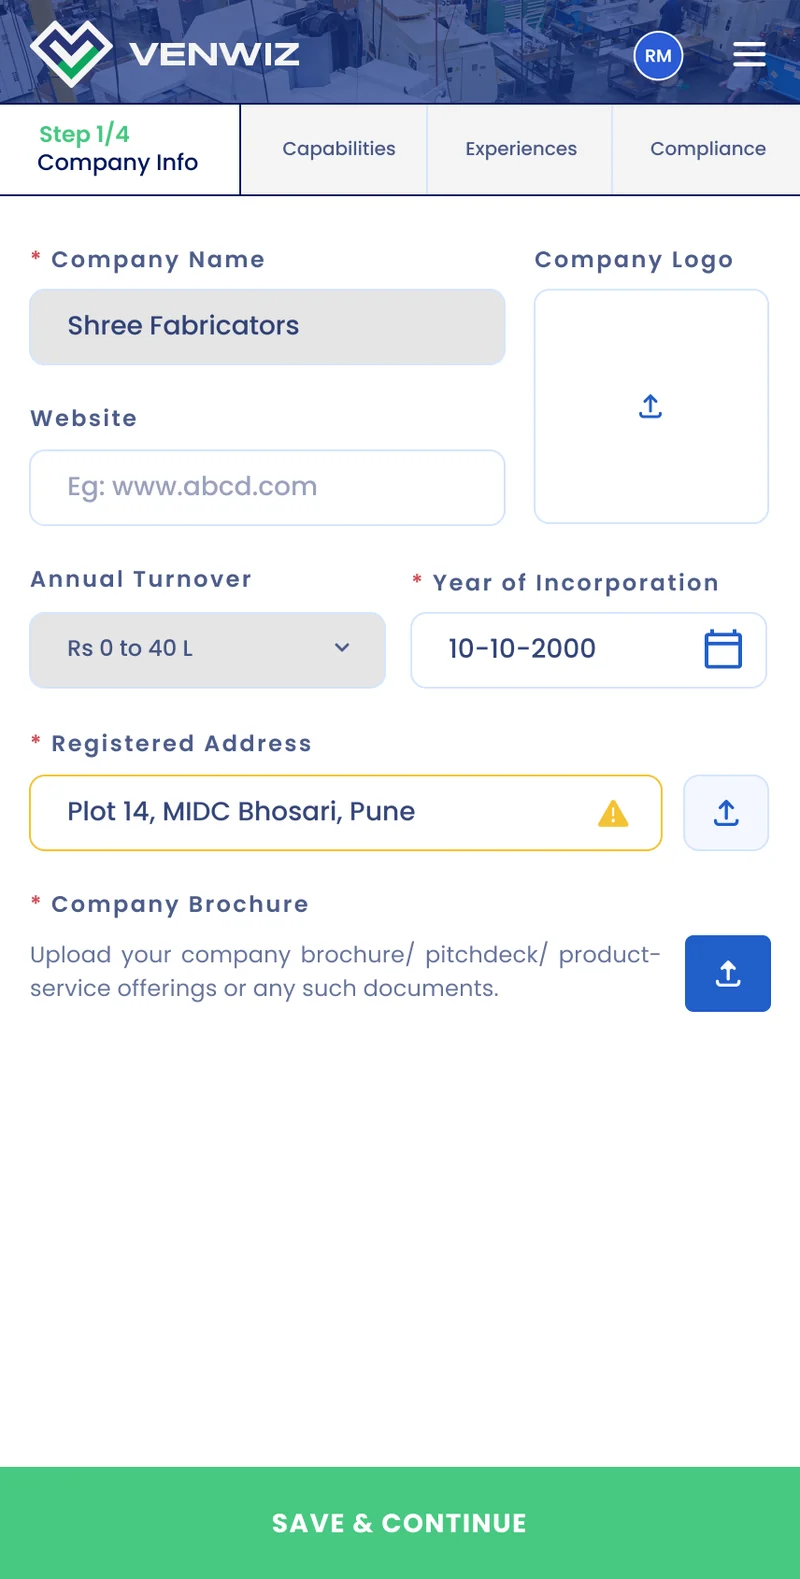 VENWIZ
RM
Step 1/4
Company Info
Capabilities
Experiences
Compliance
* Company Name
Company Logo
Shree Fabricators
Website
Eg: www.abcd.com
Annual Turnover
* Year of Incorporation
Rs 0 to 40 L
10-10-2000
* Registered Address
Plot 14, MIDC Bhosari, Pune
* Company Brochure
Upload your company brochure/ pitchdeck/ product-
service offerings or any such documents.
SAVE & CONTINUE